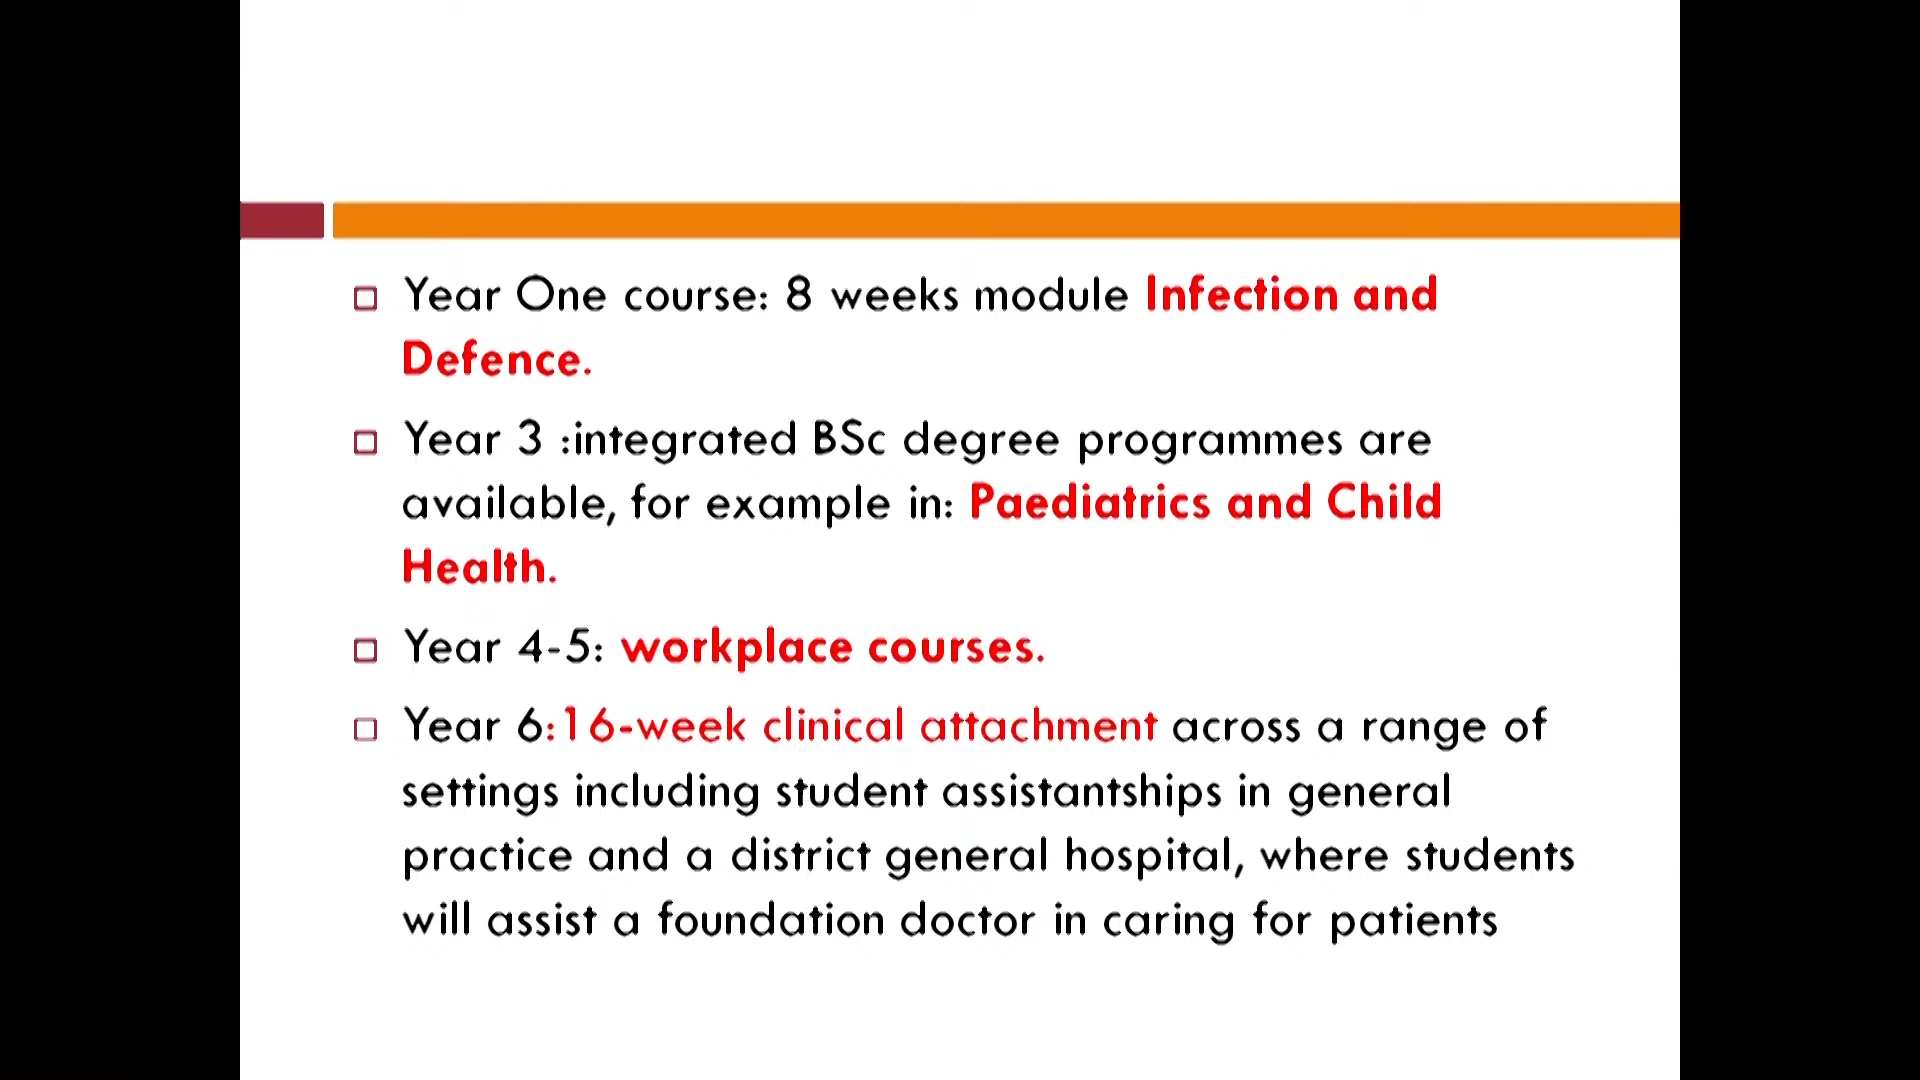 Year One course: 8 weeks module Infection and
Defence.
Year 3 :integrated BSc degree programmes are
available, for example in: Paediatrics and Child
Health.
Year 4-5: workplace courses.
Year 6:16-week clinical attachment across a range of
settings including student assistantships in general
practice and a district general hospital, where students
will assist a foundation doctor in caring for patients